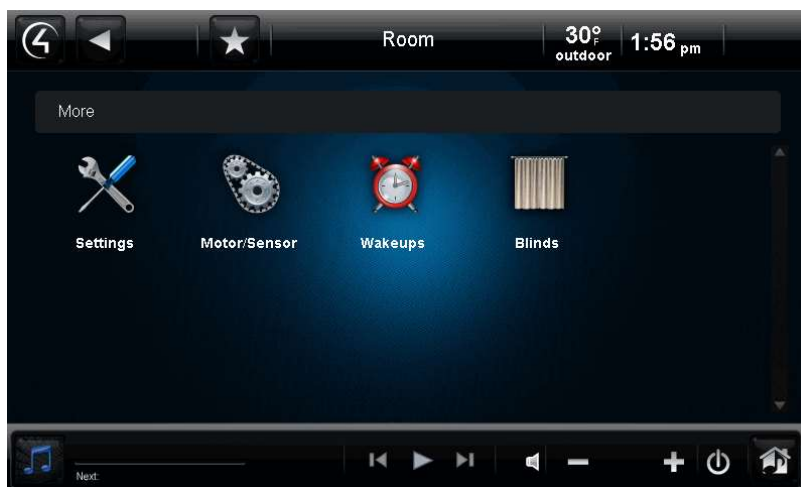 Room
30°F
outdoor
1:56 pm
More
Settings
Motor/Sensor
Wakeups
Blinds
Next: